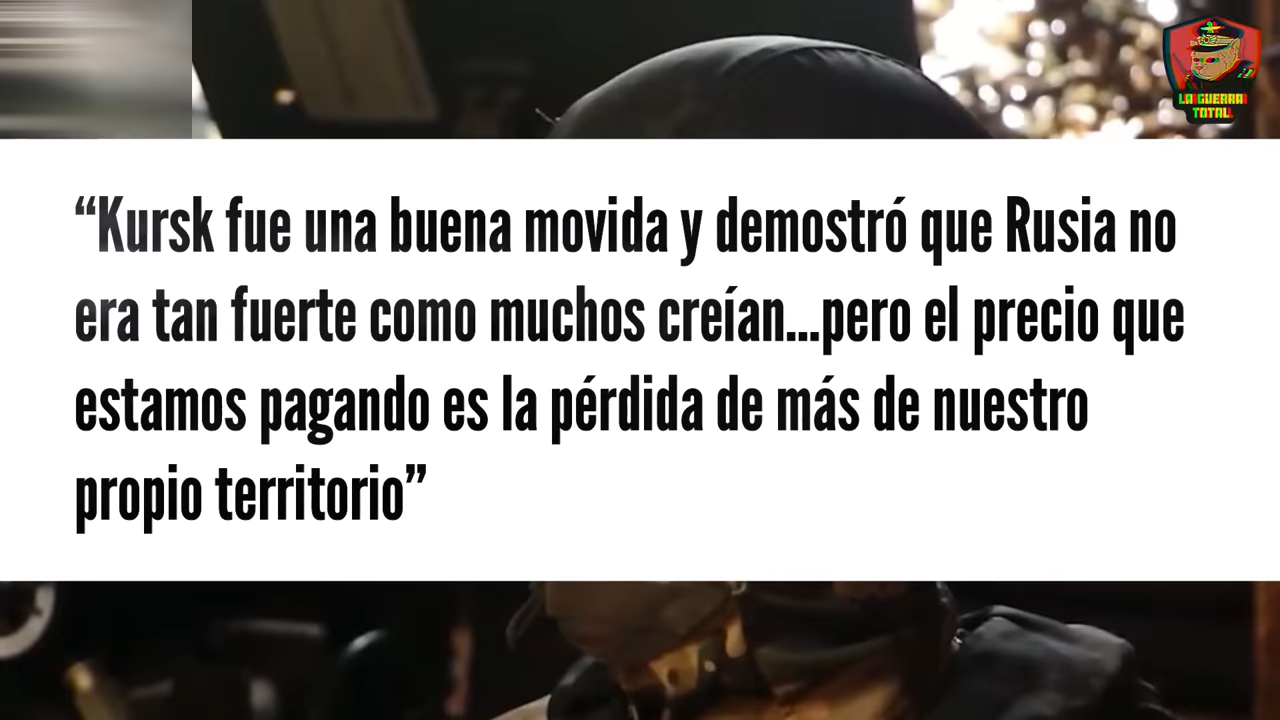 LA GUERRA
TOTAL
“Kursk fue una buena movida y demostró que Rusia no
era tan fuerte como muchos creían...pero el precio que
estamos pagando es la pérdida de más de nuestro
propio territorio”